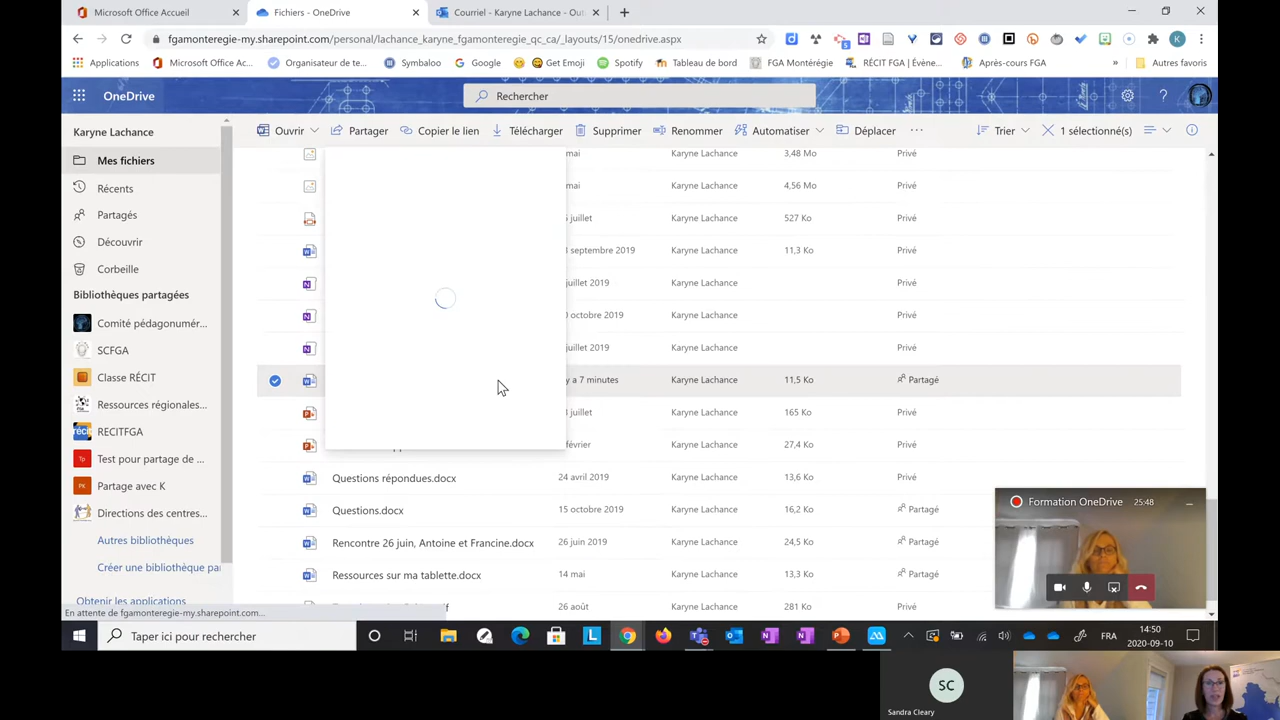 Microsoft Office Accueil
Fichiers - OneDrive
Courriel - Karyne Lachance - Out
fgamonteregie-my.sharepoint.com/personal/lachance_karyne_fgamonteregie_qc_ca/_layouts/15/onedrive.aspx
Applications
Microsoft Office Ac...
Organisateur de te...
Symbaloo
Google
Get Emoji
Spotify
Tableau de bord
FGA Montérégie
RÉCIT FGA | Évène...
Après-cours FGA
Autres favoris
OneDrive
Rechercher
Karyne Lachance
Ouvrir
Partager
Copier le lien
Télécharger
Supprimer
Renommer
Automatiser
Déplacer
Trier
1 sélectionné(s)
Mes fichiers
Récents
Partagés
Découvrir
Corbeille
Bibliothèques partagées
Comité pédagonumér...
SCFGA
Classe RÉCIT
Ressources régionales...
RECITFGA
Test pour partage de ...
Partage avec K
Directions des centres...
Autres bibliothèques
Créer une bibliothèque pa
Obtenir les applications
mai Karyne Lachance 3,48 Mo Privé
mai Karyne Lachance 4,56 Mo Privé
juillet Karyne Lachance 527 Ko Privé
septembre 2019 Karyne Lachance 11,3 Ko Privé
juillet 2019 Karyne Lachance Privé
octobre 2019 Karyne Lachance Privé
juillet 2019 Karyne Lachance Privé
y a 7 minutes Karyne Lachance 11,5 Ko Partagé
juillet Karyne Lachance 165 Ko Privé
février Karyne Lachance 27,4 Ko Privé
Questions répondues.docx 24 avril 2019 Karyne Lachance 13,6 Ko Privé
Questions.docx 15 octobre 2019 Karyne Lachance 16,2 Ko Partagé
Rencontre 26 juin, Antoine et Francine.docx 26 juin 2019 Karyne Lachance 24,5 Ko Partagé
Ressources sur ma tablette.docx 14 mai Karyne Lachance 13,3 Ko Partagé
26 août Karyne Lachance 281 Ko Privé
Formation OneDrive 25:48
En attente de fgamonteregie-my.sharepoint.com...
Taper ici pour rechercher
FRA
14:50
2020-09-10
SC
Sandra Cleary